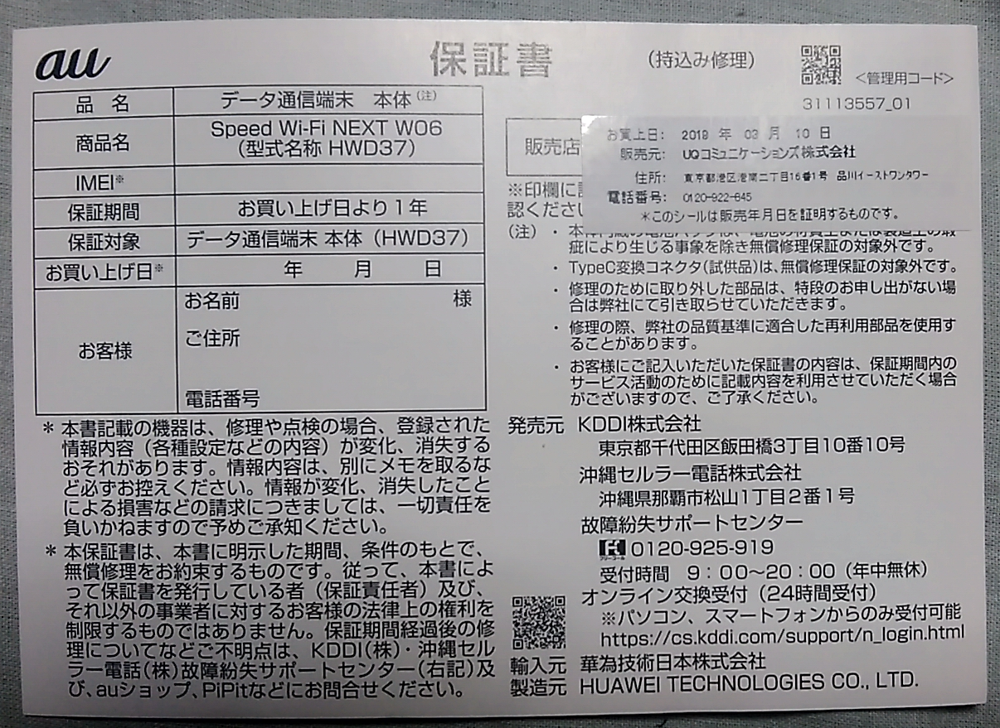 au
保証書
(持込み修理)
<管理用コード>
31113557_01
品 名
データ通信端末 本体(注)
商品名
Speed Wi-Fi NEXT W06
(型式名称 HWD37)
IMEI※
保証期間
お買い上げ日より1年
保証対象
データ通信端末 本体(HWD37)
お買い上げ日※
年 月 日
お客様
お名前 様
ご住所
電話番号
販売店
お買上日: 2019 年 03 月 10 日
販売元: UQコミュニケーションズ株式会社
住所: 東京都港区港南二丁目16番1号 品川イーストワンタワー
電話番号: 0120-922-645
*このシールは販売年月日を証明するものです。
※印欄に
認ください
(注)
疵により生じる事象を除き無償修理保証の対象外です。
・ TypeC変換コネクタ(試供品)は、無償修理保証の対象外です。
・ 修理のために取り外した部品は、特段のお申し出がない場
合は弊社にて引き取らせていただきます。
・ 修理の際、弊社の品質基準に適合した再利用部品を使用す
ることがあります。
・ お客様にご記入いただいた保証書の内容は、保証期間内の
サービス活動のために記載内容を利用させていただく場合
がございますので、ご了承ください。
* 本書記載の機器は、修理や点検の場合、登録された
情報内容(各種設定などの内容)が変化、消失する
おそれがあります。情報内容は、別にメモを取るな
ど必ずお控えください。情報が変化、消失したこと
による損害などの請求につきましては、一切責任を
負いかねますので予めご承知ください。
* 本保証書は、本書に明示した期間、条件のもとで、
無償修理をお約束するものです。従って、本書によ
って保証書を発行している者(保証責任者)及び、
それ以外の事業者に対するお客様の法律上の権利を
制限するものではありません。保証期間経過後の修
理についてなどご不明点は、KDDI(株)・沖縄セル
ラー電話(株)故障紛失サポートセンター(右記)及
び、auショップ、PiPitなどにお問合せください。
発売元 KDDI株式会社
東京都千代田区飯田橋3丁目10番10号
沖縄セルラー電話株式会社
沖縄県那覇市松山1丁目2番1号
故障紛失サポートセンター
0120-925-919
受付時間 9:00~20:00(年中無休)
オンライン交換受付(24時間受付)
※パソコン、スマートフォンからのみ受付可能
https://cs.kddi.com/support/n_login.html
輸入元 華為技術日本株式会社
製造元 HUAWEI TECHNOLOGIES CO., LTD.